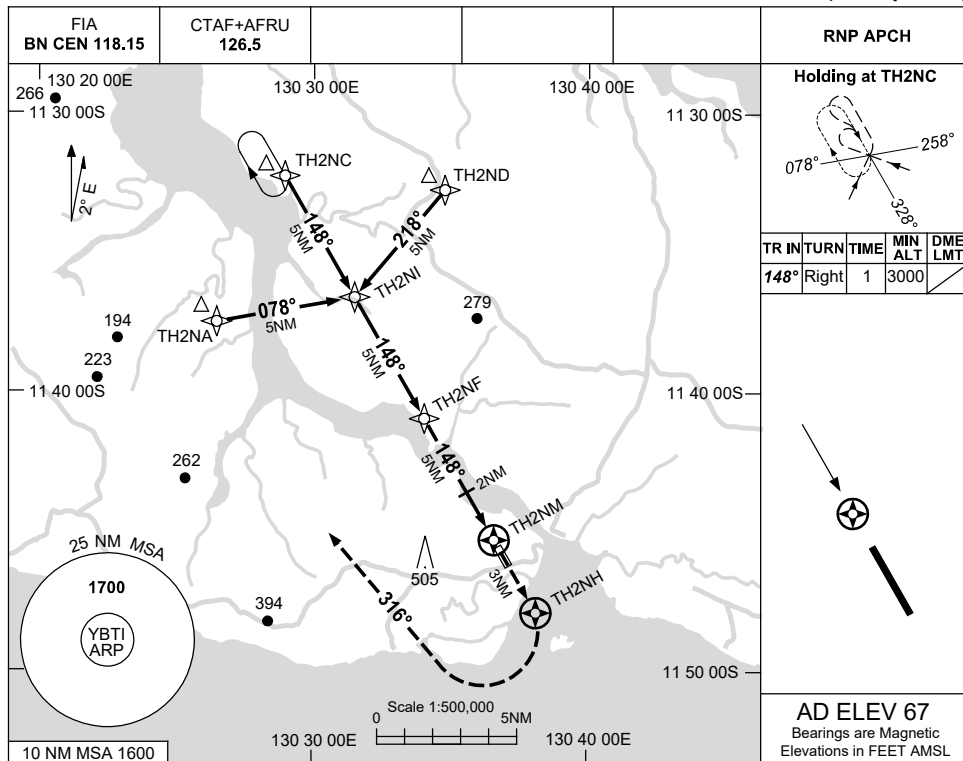 FIA
BN CEN 118.15
CTAF+AFRU
126.5
RNP APCH
130 20 00E
130 30 00E
130 40 00E
266
11 30 00S
11 30 00S
2° E
TH2NC
TH2ND
148°
5NM
218°
5NM
TH2NI
078°
5NM
TH2NA
279
194
223
148°
5NM
11 40 00S
11 40 00S
TH2NF
148°
5NM
2NM
262
TH2NM
25 NM MSA
1700
YBTI
ARP
505
3NM
TH2NH
394
316°
11 50 00S
Scale 1:500,000
0 5NM
10 NM MSA 1600
130 30 00E
130 40 00E
Holding at TH2NC
078°
258°
328°
TR IN TURN TIME MIN ALT DME LMT
148° Right 1 3000
AD ELEV 67
Bearings are Magnetic
Elevations in FEET AMSL